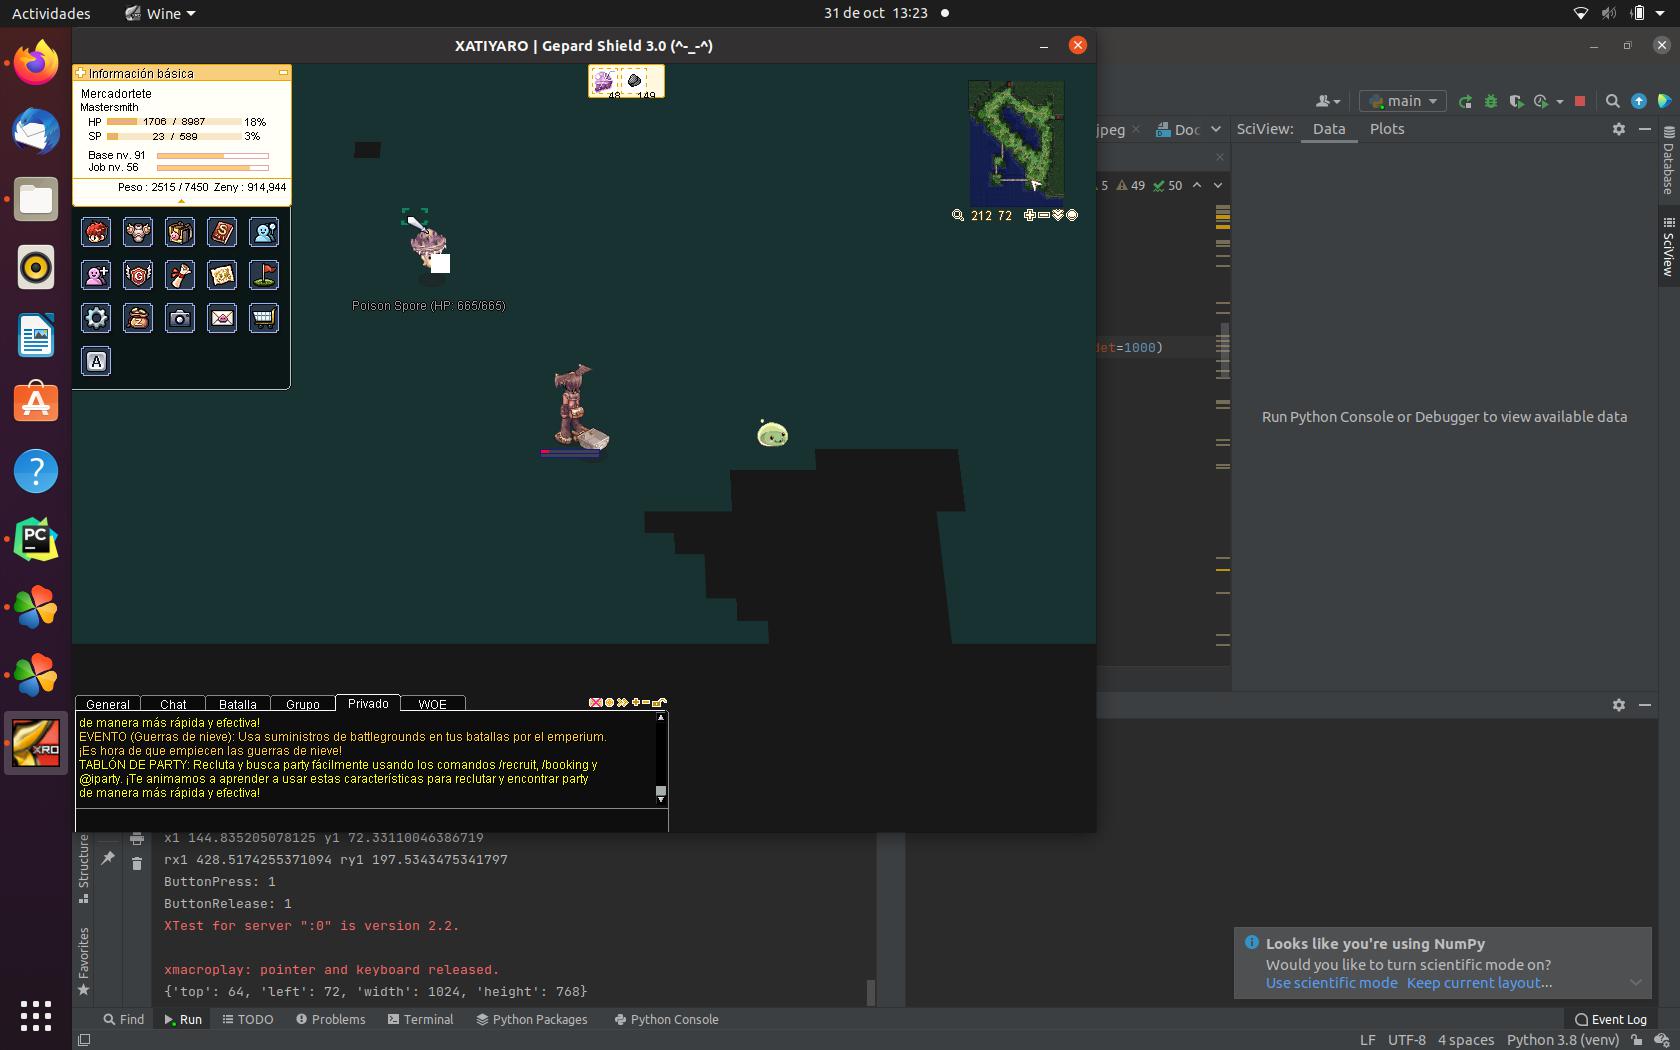 Actividades
Wine
31 de oct 13:23
XATIYARO | Gepard Shield 3.0 (^-_-^)
Información básica
Mercadortete
Mastersmith
HP 1706 / 8987 18%
SP 23 / 589 3%
Base nv. 91
Job nv. 56
Peso : 2515 / 7450 Zeny : 914,944
48 149
212 72
A
Poison Spore (HP: 665/665)
General Chat Batalla Grupo Privado WOE
de manera más rápida y efectiva!
EVENTO (Guerras de nieve): Usa suministros de battlegrounds en tus batallas por el emperium.
¡Es hora de que empiecen las guerras de nieve!
TABLÓN DE PARTY: Recluta y busca party fácilmente usando los comandos /recruit, /booking y
@iparty. ¡Te animamos a aprender a usar estas características para reclutar y encontrar party
de manera más rápida y efectiva!
main
jpeg Doc
SciView: Data Plots
5 49 50
det=1000)
Database
SciView
Run Python Console or Debugger to view available data
PC
XRO
Structure
Favorites
x1 144.835205078125 y1 72.33110046386719
rx1 428.5174255371094 ry1 197.5343475341797
ButtonPress: 1
ButtonRelease: 1
XTest for server ":0" is version 2.2.
xmacroplay: pointer and keyboard released.
{'top': 64, 'left': 72, 'width': 1024, 'height': 768}
Looks like you're using NumPy
Would you like to turn scientific mode on?
Use scientific mode Keep current layout...
Find Run TODO Problems Terminal Python Packages Python Console
Event Log
LF UTF-8 4 spaces Python 3.8 (venv)